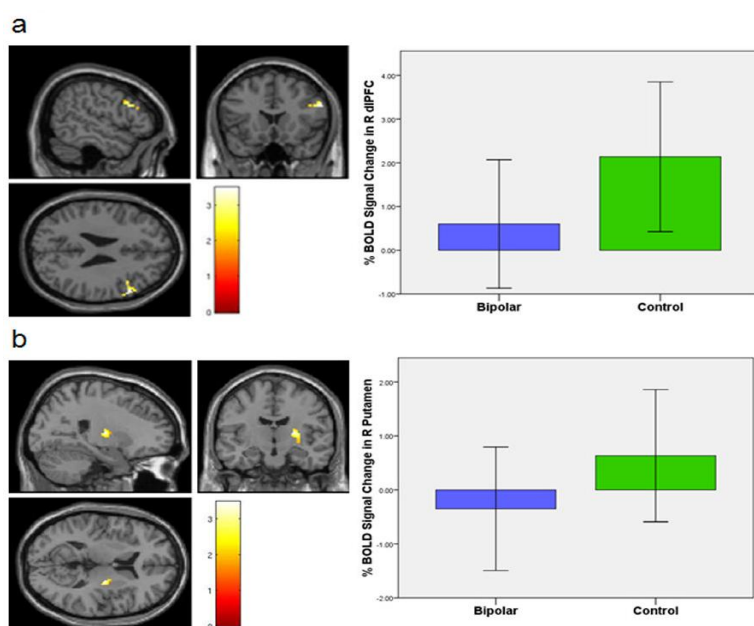 a
3
2
1
0
% BOLD Signal Change in R dlPFC
4.00
3.00
2.00
1.00
0.00
-1.00
Bipolar
Control
b
3
2
1
0
% BOLD Signal Change in R Putamen
2.00
1.00
0.00
-1.00
-2.00
Bipolar
Control